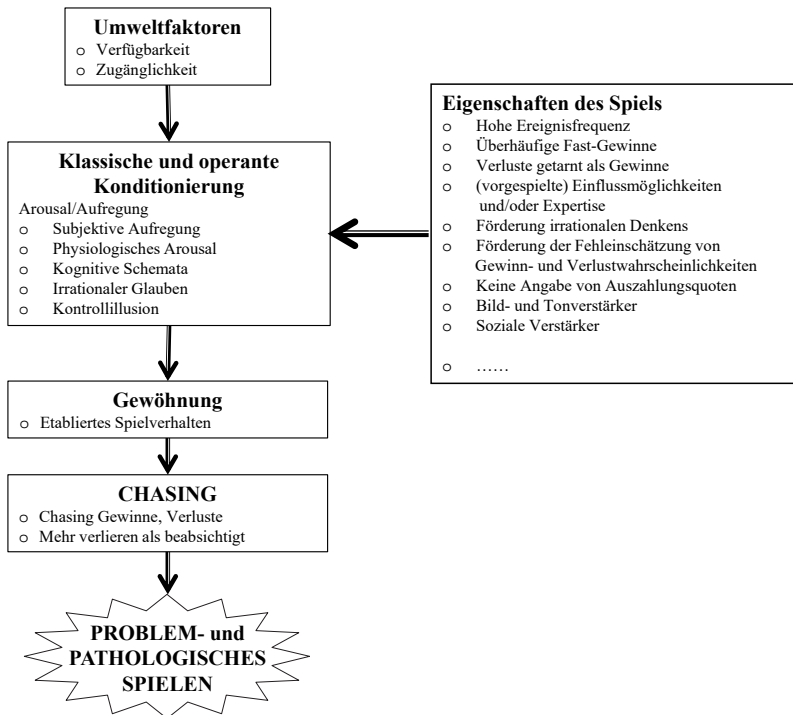 Umweltfaktoren
o Verfügbarkeit
o Zugänglichkeit
Klassische und operante
Konditionierung
Arousal/Aufregung
o Subjektive Aufregung
o Physiologisches Arousal
o Kognitive Schemata
o Irrationaler Glauben
o Kontrollillusion
Eigenschaften des Spiels
o Hohe Ereignisfrequenz
o Überhäufige Fast-Gewinne
o Verluste getarnt als Gewinne
o (vorgespielte) Einflussmöglichkeiten
und/oder Expertise
o Förderung irrationalen Denkens
o Förderung der Fehleinschätzung von
Gewinn- und Verlustwahrscheinlichkeiten
o Keine Angabe von Auszahlungsquoten
o Bild- und Tonverstärker
o Soziale Verstärker
o ……
Gewöhnung
o Etabliertes Spielverhalten
CHASING
o Chasing Gewinne, Verluste
o Mehr verlieren als beabsichtigt
PROBLEM- und
PATHOLOGISCHES
SPIELEN